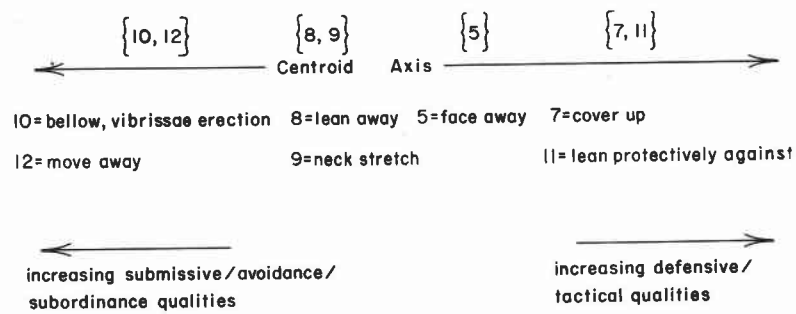 {10, 12} {8, 9} {5} {7, 11}
Centroid Axis
10= bellow, vibrissae erection 8=lean away 5=face away 7=cover up
12= move away 9=neck stretch 11= lean protectively against
increasing submissive/avoidance/ increasing defensive/
subordinance qualities tactical qualities